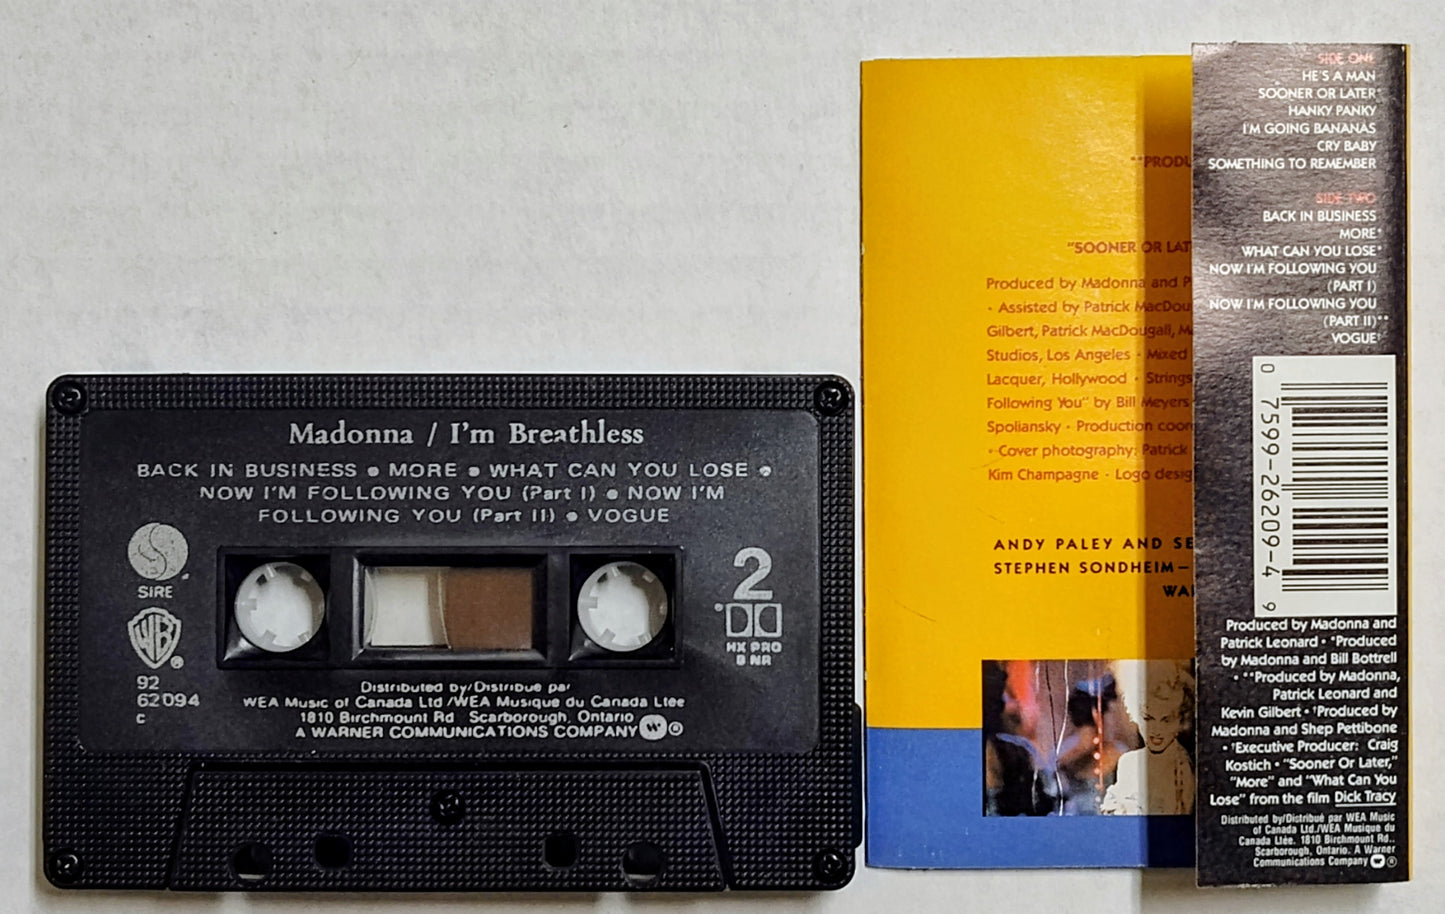 Madonna / I'm Breathless
BACK IN BUSINESS • MORE • WHAT CAN YOU LOSE •
NOW I'M FOLLOWING YOU (Part I) • NOW I'M
FOLLOWING YOU (Part II) • VOGUE
S
SIRE
WB ®
92
62094
C
2
HX PRO
B NR
Distributed by/Distribué par
WEA Music of Canada Ltd /WEA Musique du Canada Ltée
1810 Birchmount Rd Scarborough, Ontario
A WARNER COMMUNICATIONS COMPANY ®
**PRODU
"SOONER OR LAT
Produced by Madonna and P
• Assisted by Patrick MacDou
Gilbert, Patrick MacDougall, M
Studios, Los Angeles • Mixed
Lacquer, Hollywood • Strings
Following You" by Bill Meyers
Spoliansky • Production coor
• Cover photography: Patrick
Kim Champagne • Logo desig
ANDY PALEY AND SE
STEPHEN SONDHEIM—
WA
SIDE ONE
HE'S A MAN
SOONER OR LATER*
HANKY PANKY
I'M GOING BANANAS
CRY BABY
SOMETHING TO REMEMBER
SIDE TWO
BACK IN BUSINESS
MORE*
WHAT CAN YOU LOSE*
NOW I'M FOLLOWING YOU
(PART I)
NOW I'M FOLLOWING YOU
(PART II)**
VOGUE†
0 7599-26209-4 9
Produced by Madonna and
Patrick Leonard • *Produced
by Madonna and Bill Bottrell
• **Produced by Madonna,
Patrick Leonard and
Kevin Gilbert • †Produced by
Madonna and Shep Pettibone
• †Executive Producer: Craig
Kostich • "Sooner Or Later,"
"More" and "What Can You
Lose" from the film Dick Tracy
Distributed by/Distribué par WEA Music
of Canada Ltd./WEA Musique du
Canada Ltée. 1810 Birchmount Rd..
Scarborough, Ontario. A Warner
Communications Company ®